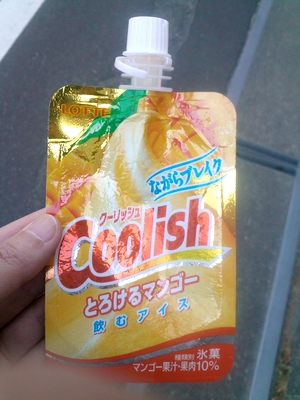 LOTTE
ながらブレイク
クーリッシュ
Coolish
とろけるマンゴー
飲むアイス
種類別 氷菓
マンゴー果汁・果肉10%